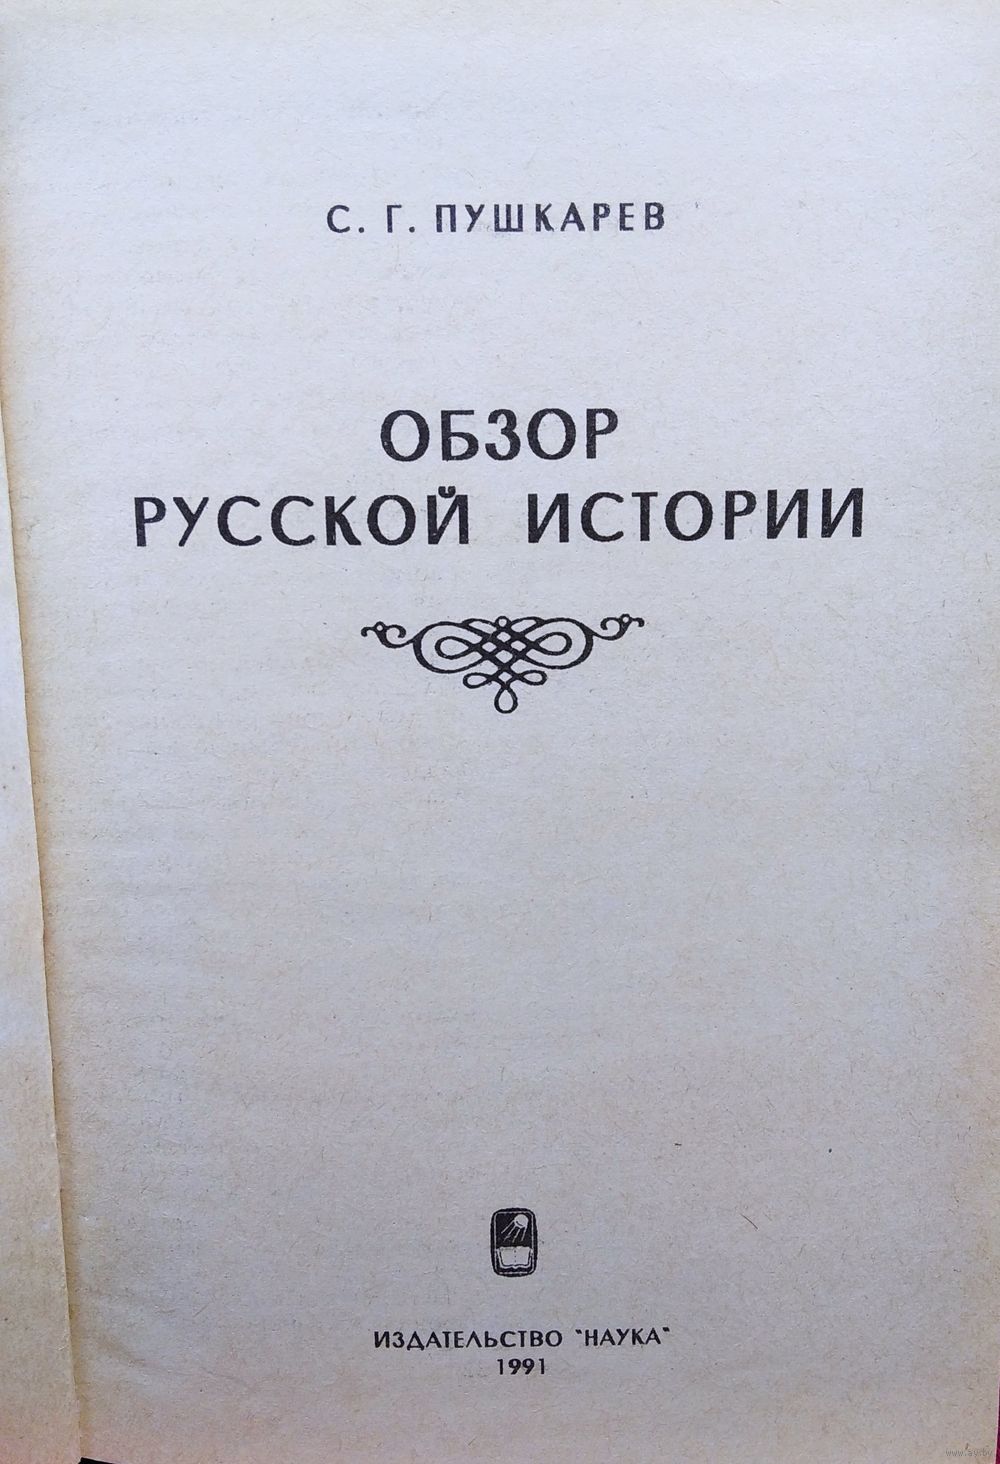 С. Г. ПУШКАРЕВ
ОБЗОР
РУССКОЙ ИСТОРИИ
ИЗДАТЕЛЬСТВО "НАУКА"
1991